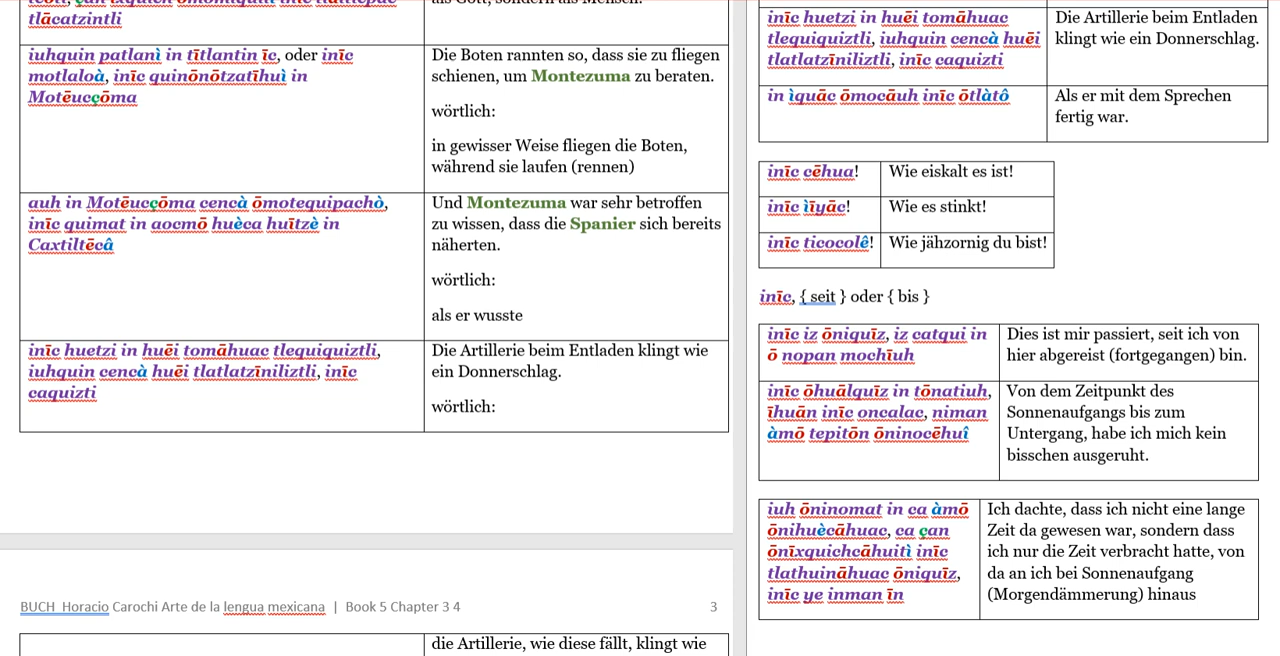 tlācatzintli
iuhquin patlanì in tītlantin īc, oder inīc
motlaloà, inīc quinōnōtzatīhuì in
Motēucçōma
Die Boten rannten so, dass sie zu fliegen
schienen, um Montezuma zu beraten.
wörtlich:
in gewisser Weise fliegen die Boten,
während sie laufen (rennen)
auh in Motēucçōma cencà ōmotequipachò,
inīc quimat in aocmō huèca huītzè in
Caxtiltēcâ
Und Montezuma war sehr betroffen
zu wissen, dass die Spanier sich bereits
näherten.
wörtlich:
als er wusste
inīc huetzi in huēi tomāhuac tlequiquiztli,
iuhquin cencà huēi tlatlatzīniliztli, inīc
caquizti
Die Artillerie beim Entladen klingt wie
ein Donnerschlag.
wörtlich:
BUCH Horacio Carochi Arte de la lengua mexicana | Book 5 Chapter 3 4 3
die Artillerie, wie diese fällt, klingt wie
inīc huetzi in huēi tomāhuac
tlequiquiztli, iuhquin cencà huēi
tlatlatzīniliztli, inīc caquizti
Die Artillerie beim Entladen
klingt wie ein Donnerschlag.
in ìquāc ōmocāuh inīc ōtlàtô
Als er mit dem Sprechen
fertig war.
inīc cēhua!
Wie eiskalt es ist!
inīc ìīyāc!
Wie es stinkt!
inīc ticocolê!
Wie jähzornig du bist!
inīc, { seit } oder { bis }
inīc iz ōniquīz, iz catqui in
ō nopan mochīuh
Dies ist mir passiert, seit ich von
hier abgereist (fortgegangen) bin.
inīc ōhuālquīz in tōnatiuh,
īhuān inīc oncalac, niman
àmō tepitōn ōninocēhuî
Von dem Zeitpunkt des
Sonnenaufgangs bis zum
Untergang, habe ich mich kein
bisschen ausgeruht.
iuh ōninomat in ca àmō
ōnihuècāhuac, ca çan
ōnīxquichcāhuitì inīc
tlathuināhuac ōniquīz,
inīc ye inman īn
Ich dachte, dass ich nicht eine lange
Zeit da gewesen war, sondern dass
ich nur die Zeit verbracht hatte, von
da an ich bei Sonnenaufgang
(Morgendämmerung) hinaus